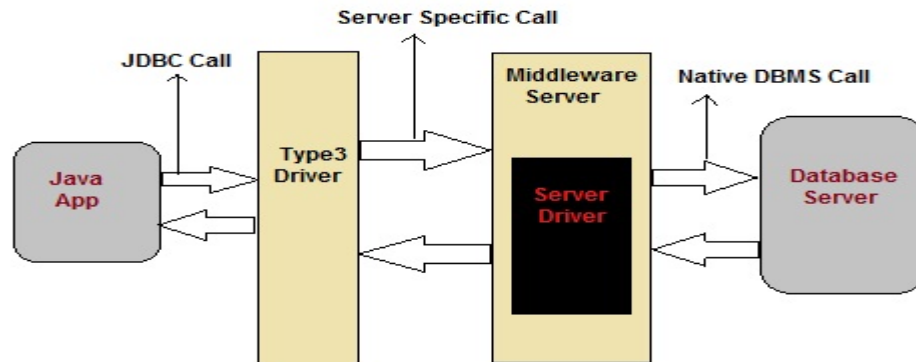 Server Specific Call
JDBC Call
Middleware
Server
Native DBMS Call
Type3
Driver
Java
App
Server
Driver
Database
Server